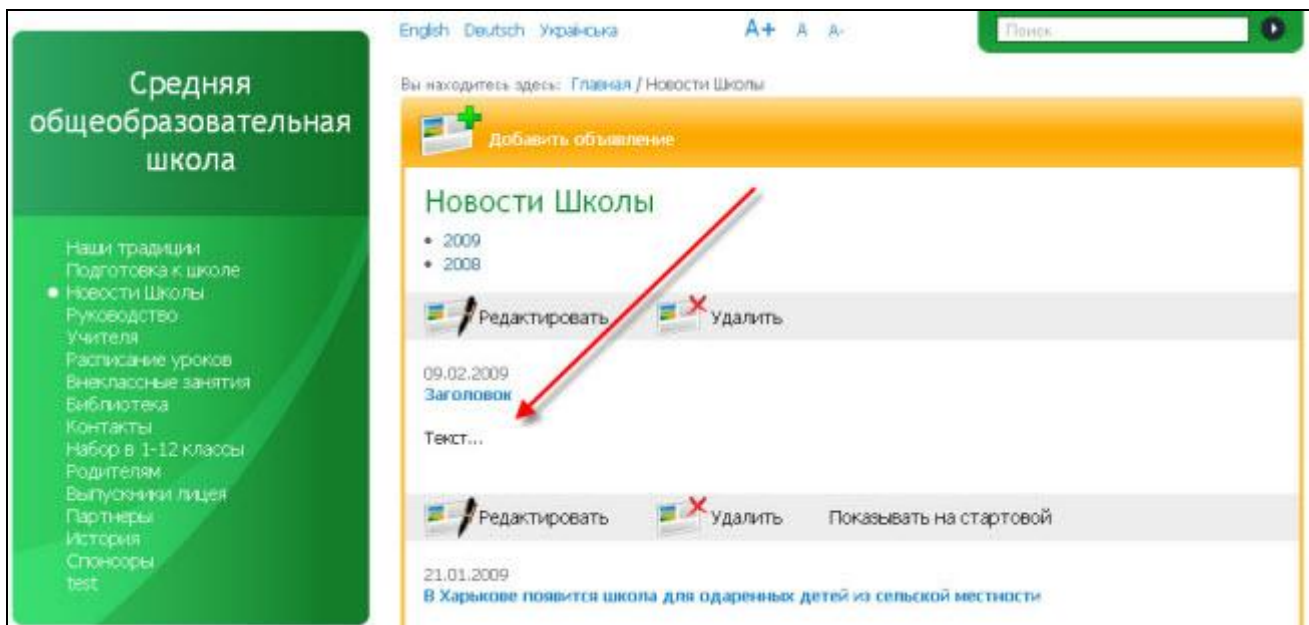 English Deutsch Українська A+ A A-
Поиск
Средняя
общеобразовательная
школа
Вы находитесь здесь: Главная / Новости Школы
Добавить объявление
Новости Школы
2009
2008
Наши традиции
Подготовка к школе
Новости Школы
Руководство
Учителя
Расписание уроков
Внеклассные занятия
Библиотека
Контакты
Набор в 1-12 классы
Родителям
Выпускники лицея
Партнеры
История
Спонсоры
test
Редактировать Удалить
09.02.2009
Заголовок
Текст...
Редактировать Удалить Показывать на стартовой
21.01.2009
В Харькове появится школа для одаренных детей из сельской местности